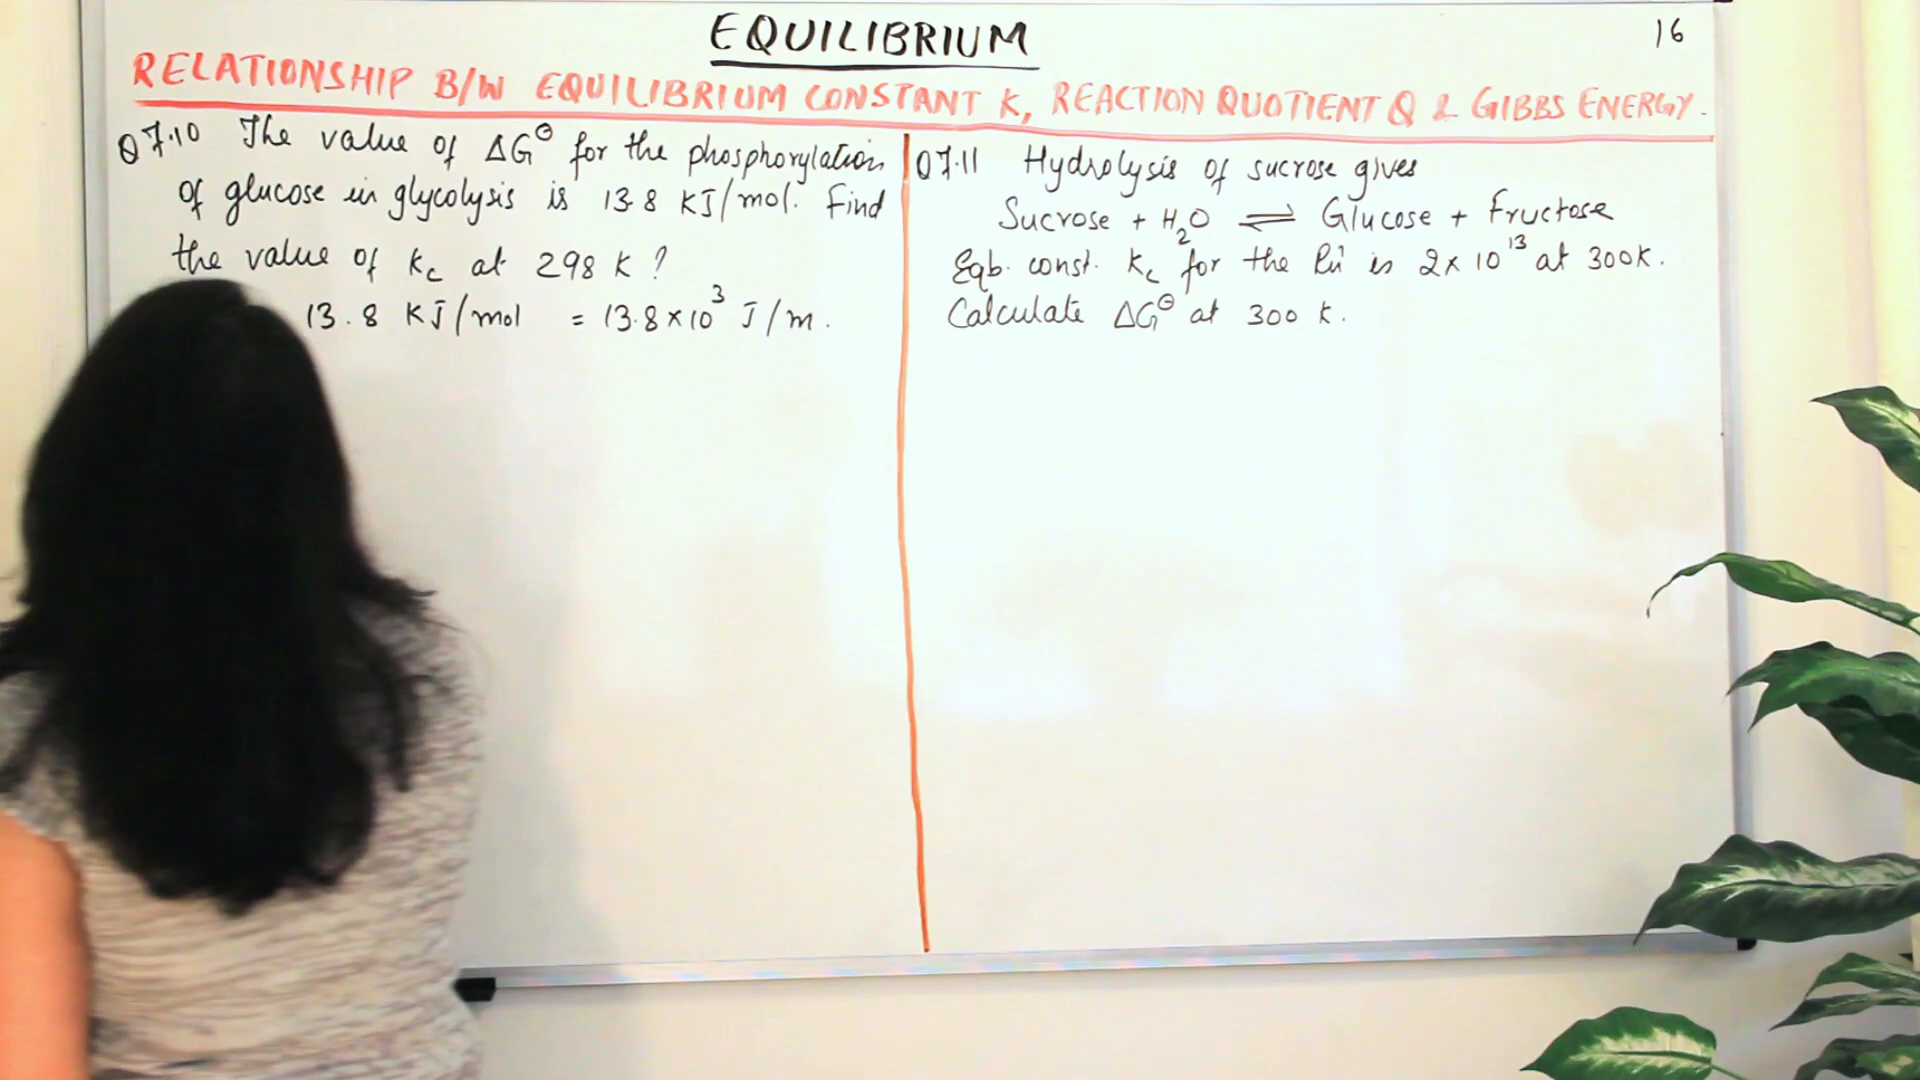 EQUILIBRIUM
16
RELATIONSHIP B/W EQUILIBRIUM CONSTANT K, REACTION QUOTIENT Q & GIBBS ENERGY.
Q 7.10 The value of ΔG⊖ for the phosphorylation
of glucose in glycolysis is 13.8 KJ/mol. Find
the value of Kc at 298 K?
13.8 KJ/mol = 13.8×10³ J/m.
Q 7.11 Hydrolysis of sucrose gives
Sucrose + H₂O ⇌ Glucose + Fructose
Eqb. const. Kc for the Rn is 2×10¹³ at 300K.
Calculate ΔG⊖ at 300 K.